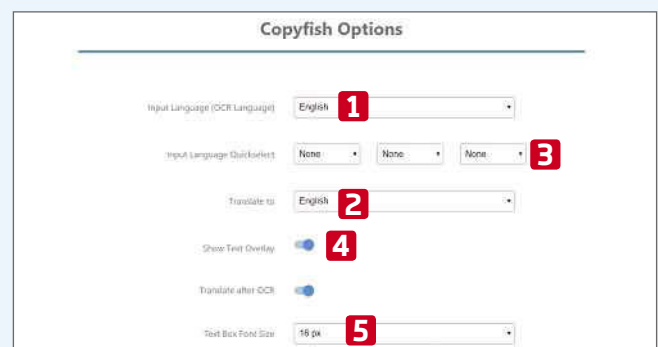 Copyfish Options
Input Language (OCR Language) English 1
Input Language Quickselect None None None 3
Translate to English 2
Show Text Overlay 4
Translate after OCR
Text Box Font Size 16 px 5